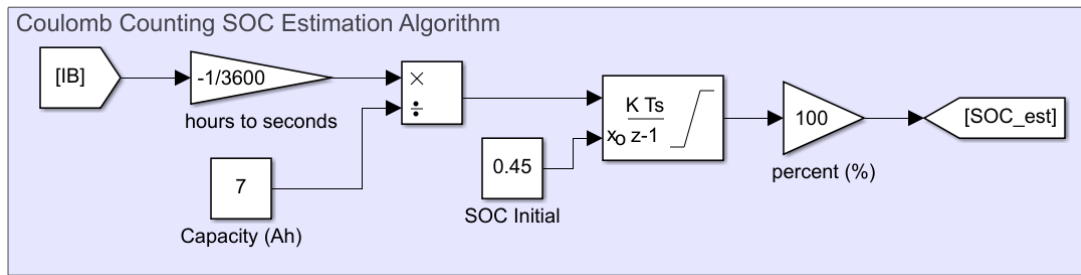 Coulomb Counting SOC Estimation Algorithm
[IB]
-1/3600
hours to seconds
×
÷
7
Capacity (Ah)
0.45
SOC Initial
K Ts
xo z-1
100
percent (%)
[SOC_est]